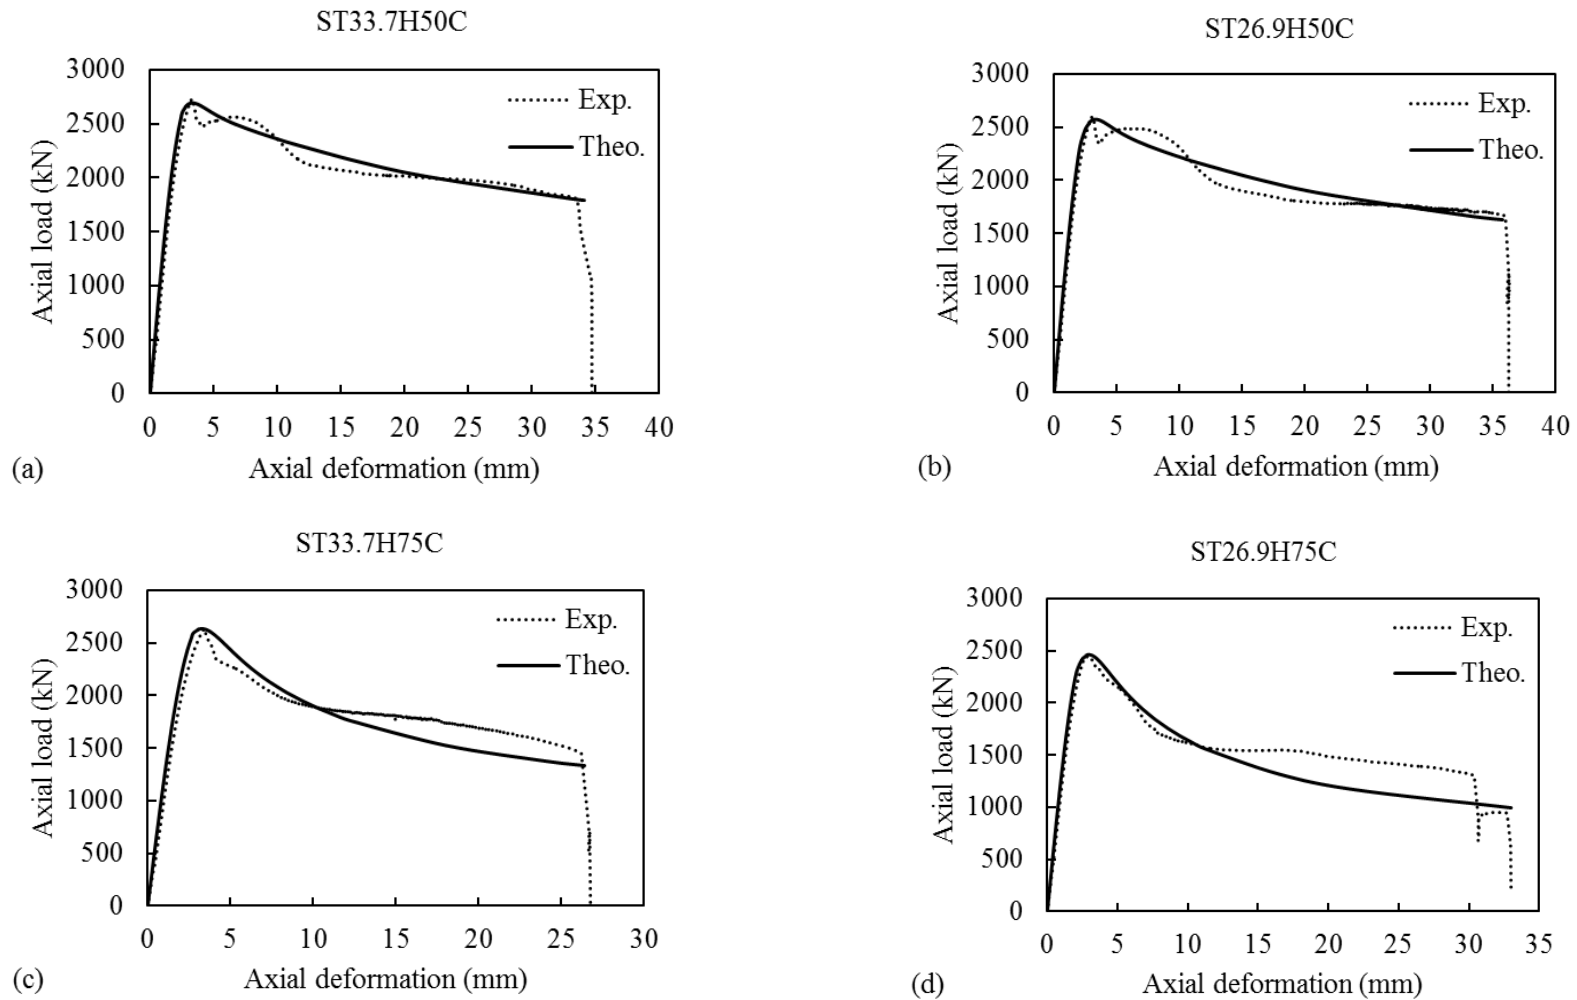 ST33.7H50C
3000
2500
2000
1500
1000
500
0
Axial load (kN)
Exp.
Theo.
0 5 10 15 20 25 30 35 40
Axial deformation (mm)
(a)
ST26.9H50C
3000
2500
2000
1500
1000
500
0
Axial load (kN)
Exp.
Theo.
0 5 10 15 20 25 30 35 40
Axial deformation (mm)
(b)
ST33.7H75C
3000
2500
2000
1500
1000
500
0
Axial load (kN)
Exp.
Theo.
0 5 10 15 20 25 30
Axial deformation (mm)
(c)
ST26.9H75C
3000
2500
2000
1500
1000
500
0
Axial load (kN)
Exp.
Theo.
0 5 10 15 20 25 30 35
Axial deformation (mm)
(d)